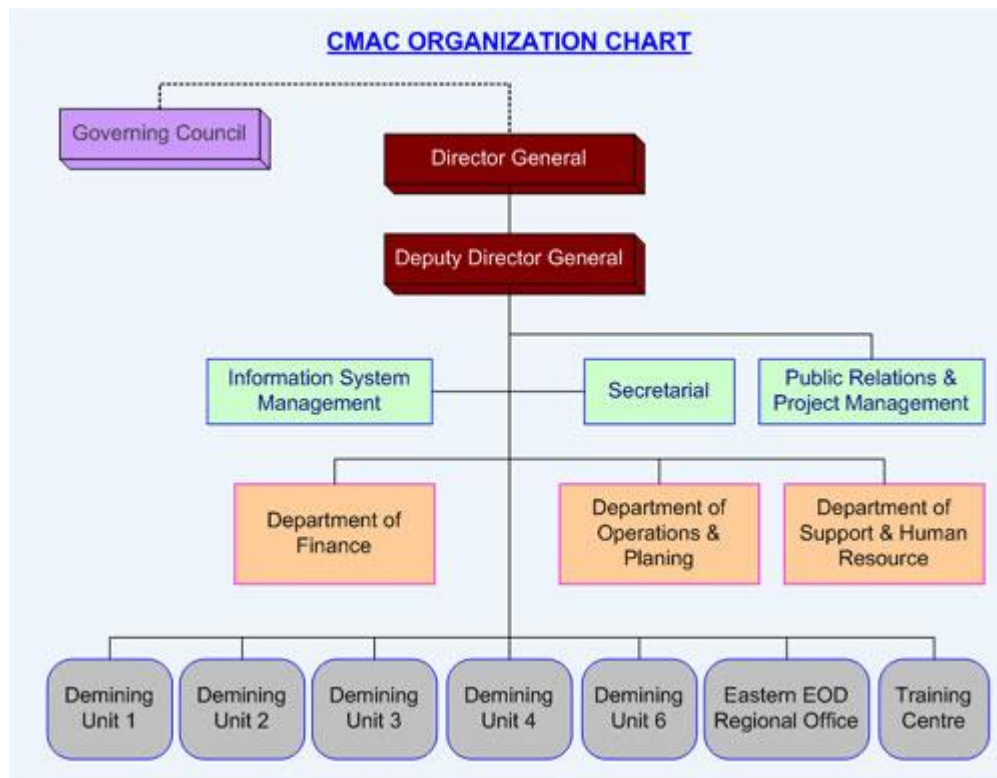 CMAC ORGANIZATION CHART
Governing Council
Director General
Deputy Director General
Information System
Management
Secretarial
Public Relations &
Project Management
Department of
Finance
Department of
Operations &
Planing
Department of
Support & Human
Resource
Demining
Unit 1
Demining
Unit 2
Demining
Unit 3
Demining
Unit 4
Demining
Unit 6
Eastern EOD
Regional Office
Training
Centre